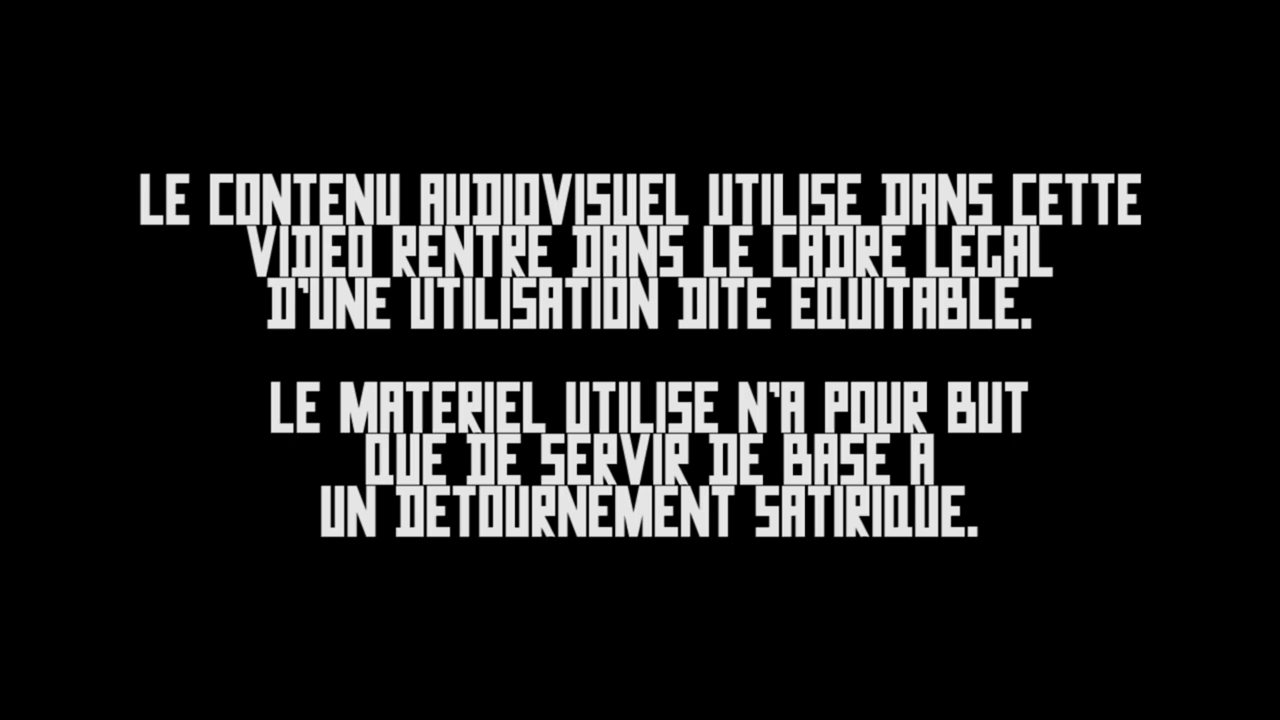 LE CONTENU AUDIOVISUEL UTILISE DANS CETTE
VIDEO RENTRE DANS LE CADRE LEGAL
D'UNE UTILISATION DITE EQUITABLE.
LE MATERIEL UTILISE N'A POUR BUT
QUE DE SERVIR DE BASE A
UN DETOURNEMENT SATIRIQUE.